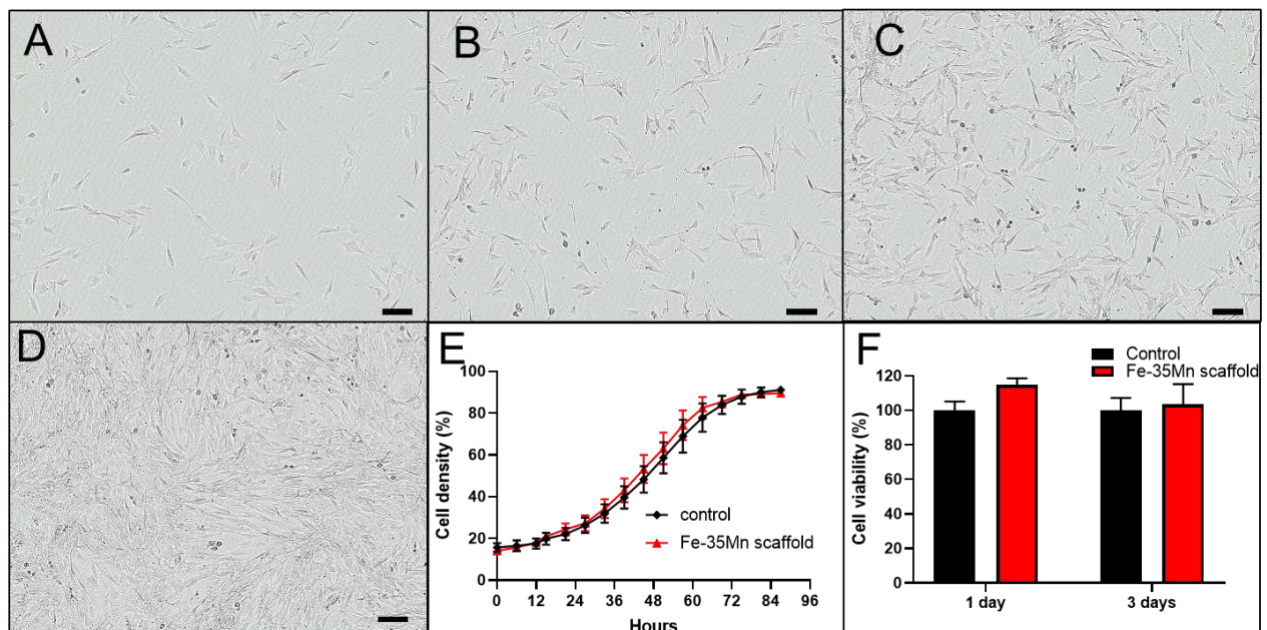 A
B
C
D
E
100
80
60
40
20
0
Cell density (%)
control
Fe-35Mn scaffold
0 12 24 36 48 60 72 84 96
Hours
F
Control
Fe-35Mn scaffold
120
100
80
60
40
20
0
Cell viability (%)
1 day 3 days